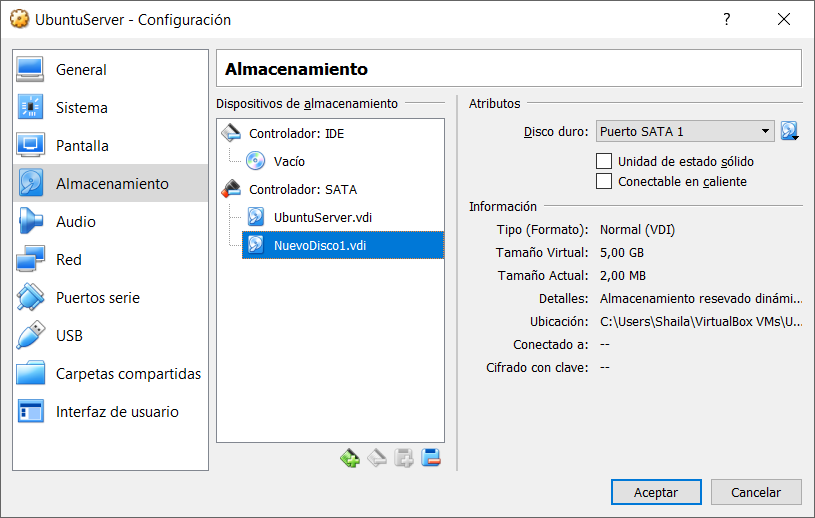 UbuntuServer - Configuración
?
General
Sistema
Pantalla
Almacenamiento
Audio
Red
Puertos serie
USB
Carpetas compartidas
Interfaz de usuario
Almacenamiento
Dispositivos de almacenamiento
Controlador: IDE
Vacío
Controlador: SATA
UbuntuServer.vdi
NuevoDisco1.vdi
Atributos
Disco duro: Puerto SATA 1
Unidad de estado sólido
Conectable en caliente
Información
Tipo (Formato): Normal (VDI)
Tamaño Virtual: 5,00 GB
Tamaño Actual: 2,00 MB
Detalles: Almacenamiento resevado dinámi...
Ubicación: C:\Users\Shaila\VirtualBox VMs\U...
Conectado a: --
Cifrado con clave: --
Aceptar
Cancelar